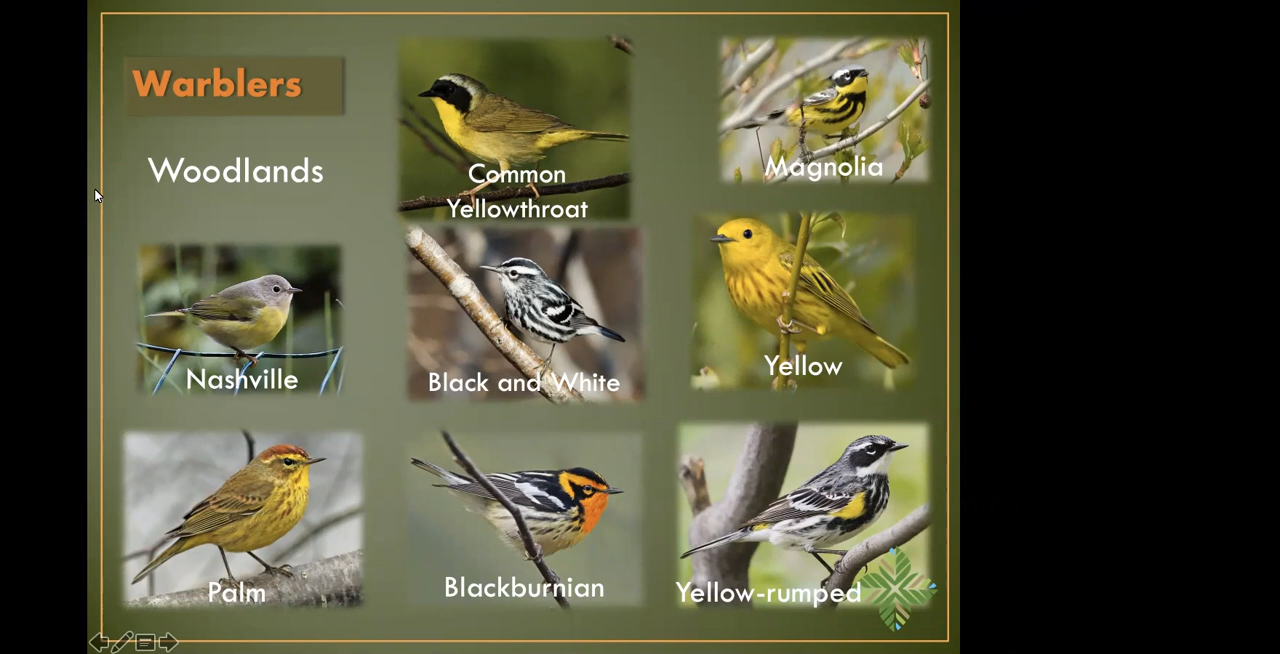 Warblers
Woodlands
Common
Yellowthroat
Magnolia
Nashville
Black and White
Yellow
Palm
Blackburnian
Yellow-rumped